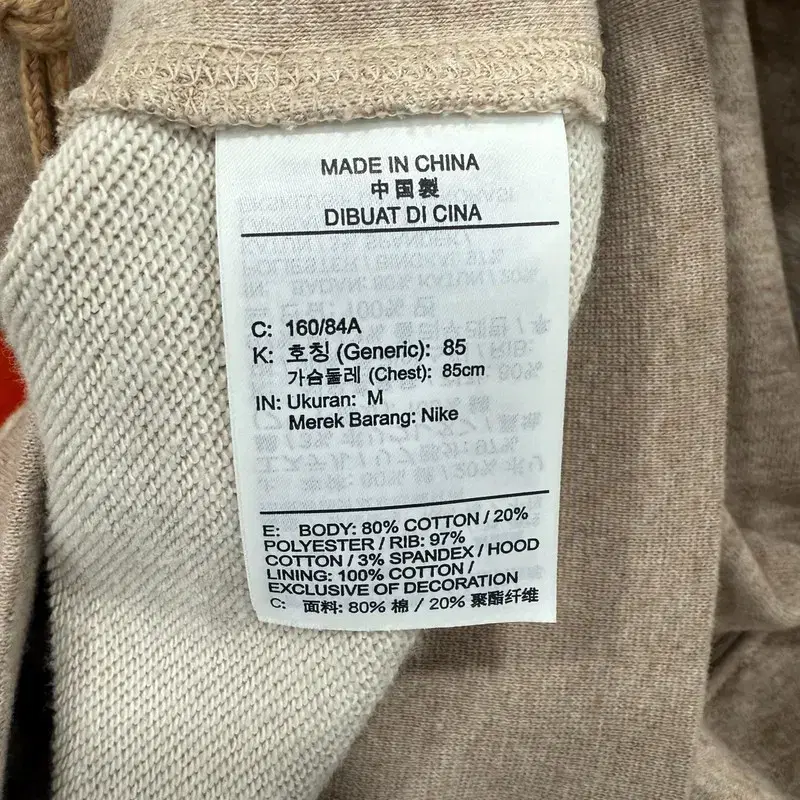 MADE IN CHINA
中国製
DIBUAT DI CINA
C: 160/84A
K: 호칭 (Generic): 85
가슴둘레 (Chest): 85cm
IN: Ukuran: M
Merek Barang: Nike
E: BODY: 80% COTTON / 20%
POLYESTER / RIB: 97%
COTTON / 3% SPANDEX / HOOD
LINING: 100% COTTON /
EXCLUSIVE OF DECORATION
C: 面料: 80% 棉 / 20% 聚酯纤维